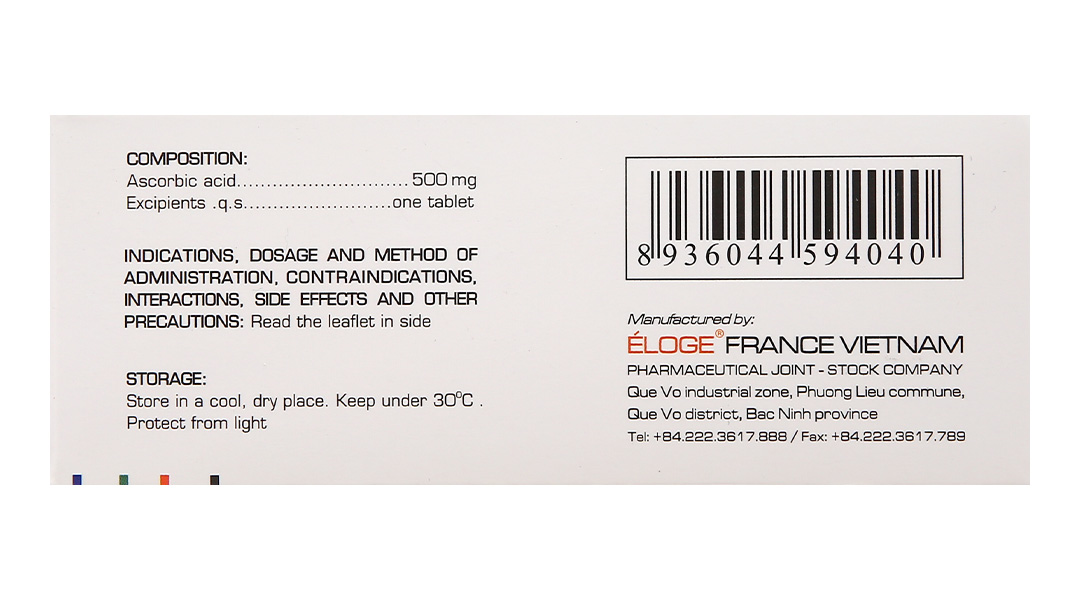 COMPOSITION:
Ascorbic acid............................500 mg
Excipients .q.s........................one tablet
INDICATIONS, DOSAGE AND METHOD OF
ADMINISTRATION, CONTRAINDICATIONS,
INTERACTIONS, SIDE EFFECTS AND OTHER
PRECAUTIONS: Read the leaflet in side
STORAGE:
Store in a cool, dry place. Keep under 30°C .
Protect from light
8 936044 594040
Manufactured by:
ÉLOGE® FRANCE VIETNAM
PHARMACEUTICAL JOINT - STOCK COMPANY
Que Vo industrial zone, Phuong Lieu commune,
Que Vo district, Bac Ninh province
Tel: +84.222.3617.888 / Fax: +84.222.3617.789